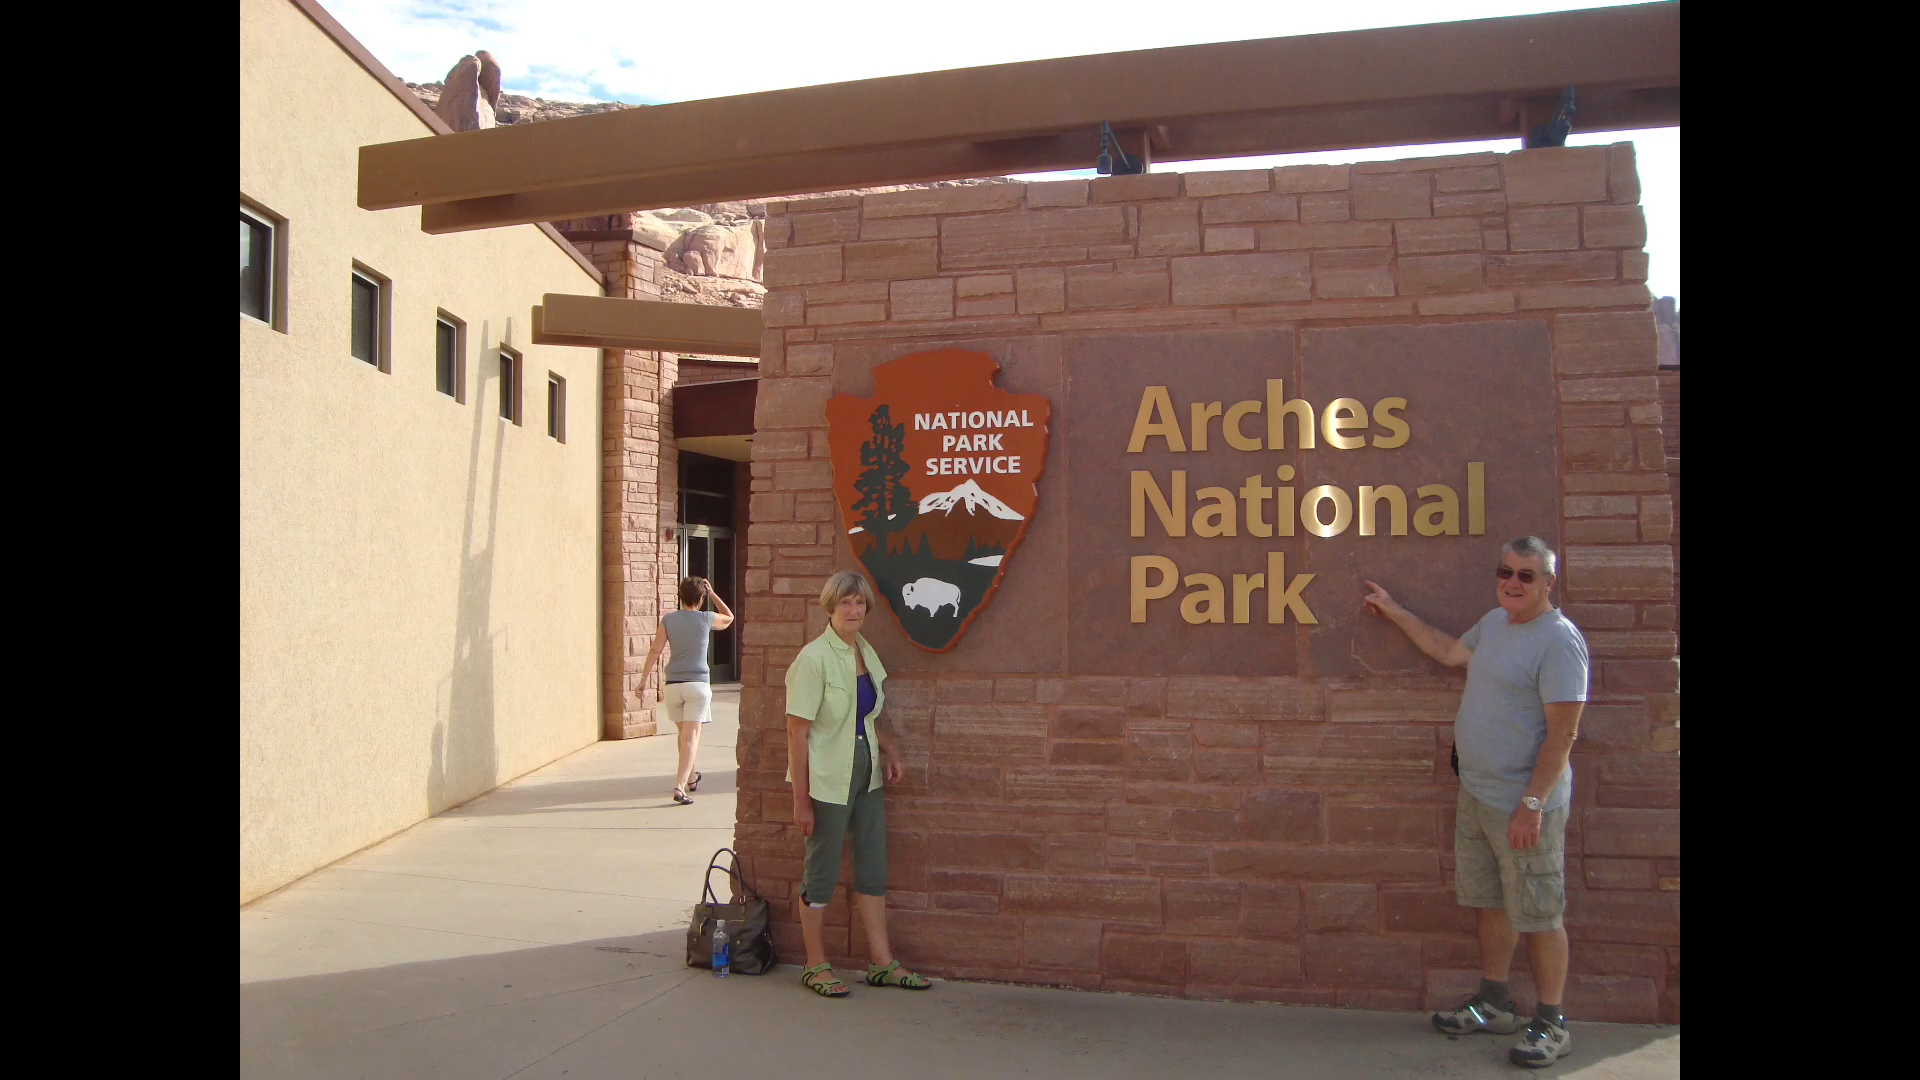 NATIONAL
PARK
SERVICE
Arches
National
Park